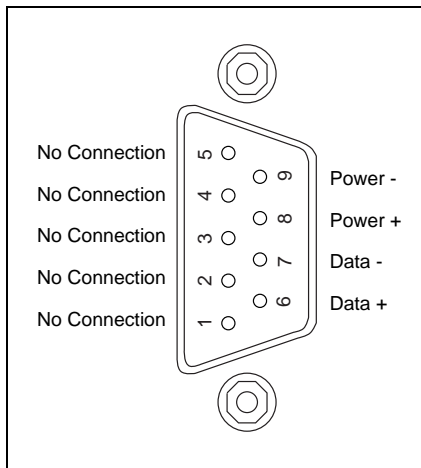 No Connection 5
9 Power -
No Connection 4
8 Power +
No Connection 3
7 Data -
No Connection 2
6 Data +
No Connection 1